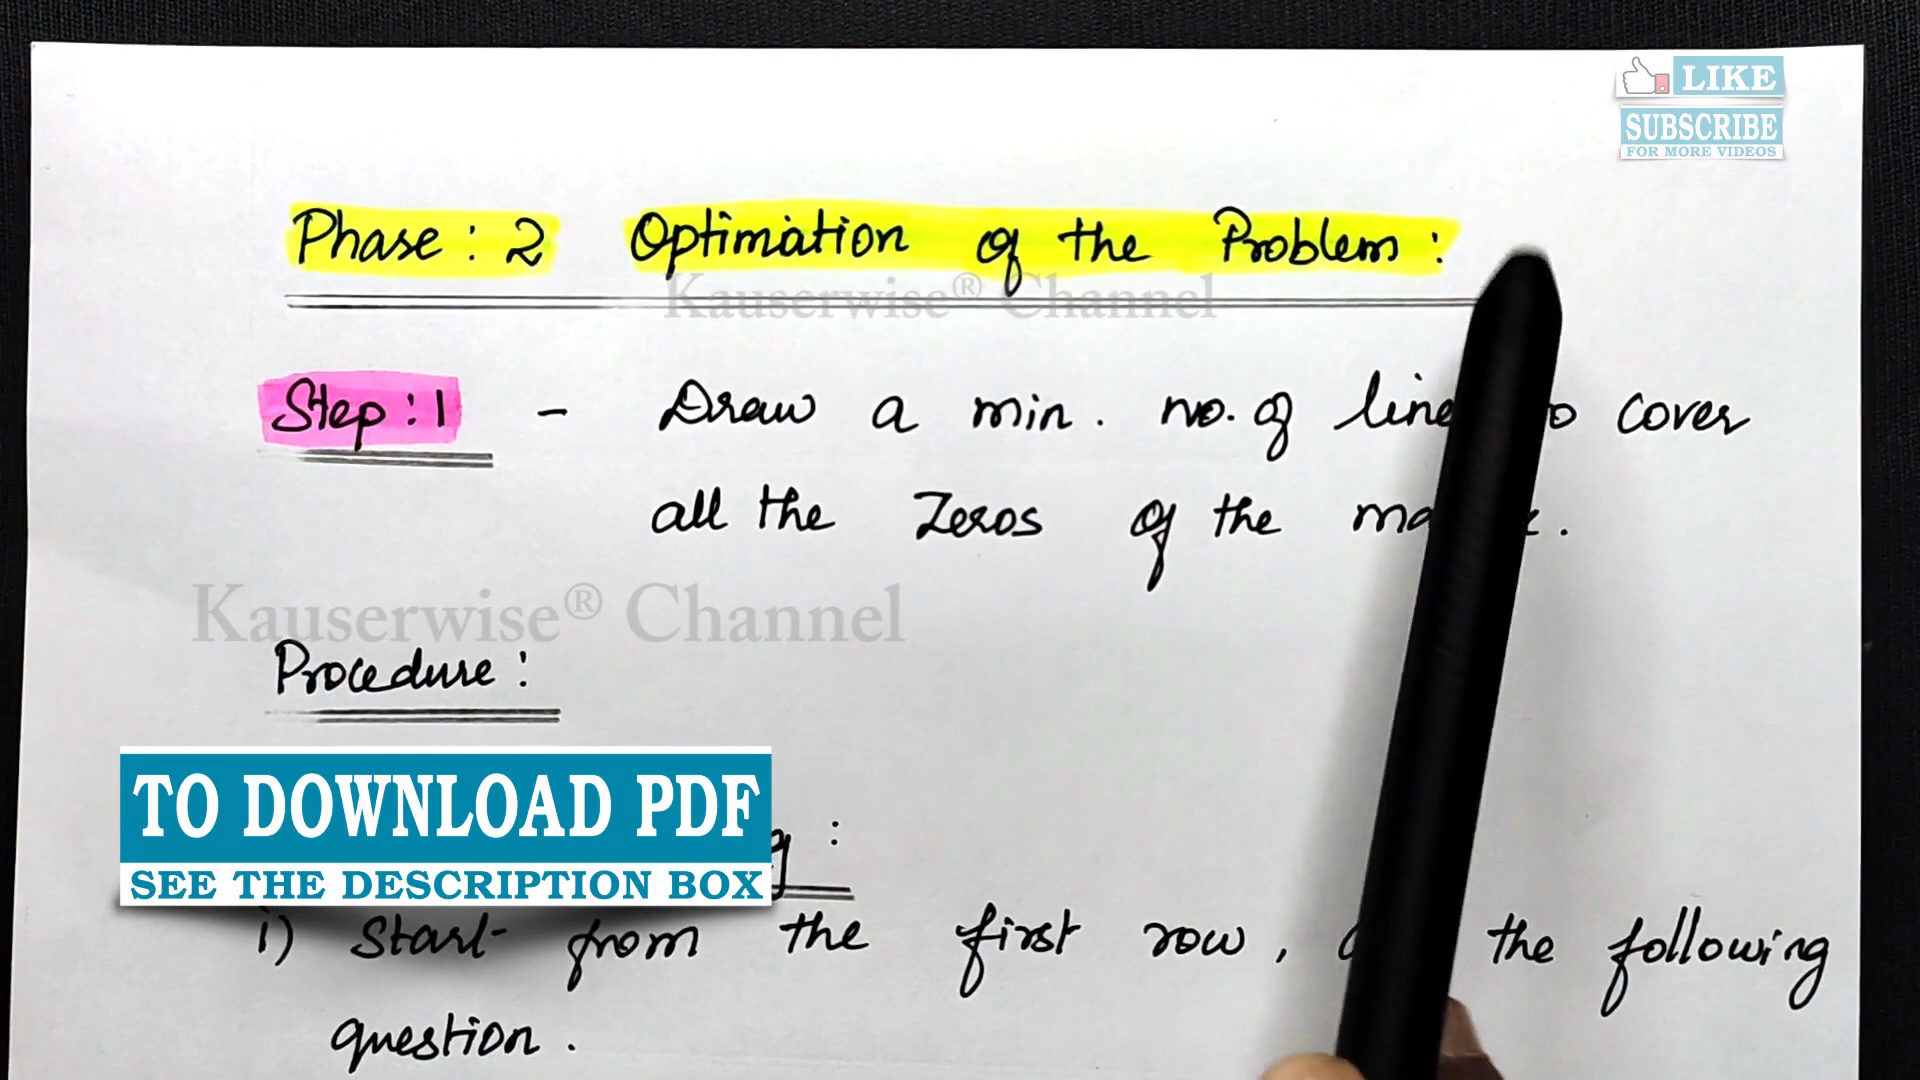 LIKE
SUBSCRIBE
FOR MORE VIDEOS
Phase : 2 Optimation of the Problem :
Kauserwise® Channel
Step : 1 - Draw a min. no. of cover
all the Zeros of the
Kauserwise® Channel
Procedure :
TO DOWNLOAD PDF
SEE THE DESCRIPTION BOX
i) Start from the first row, the following
question.